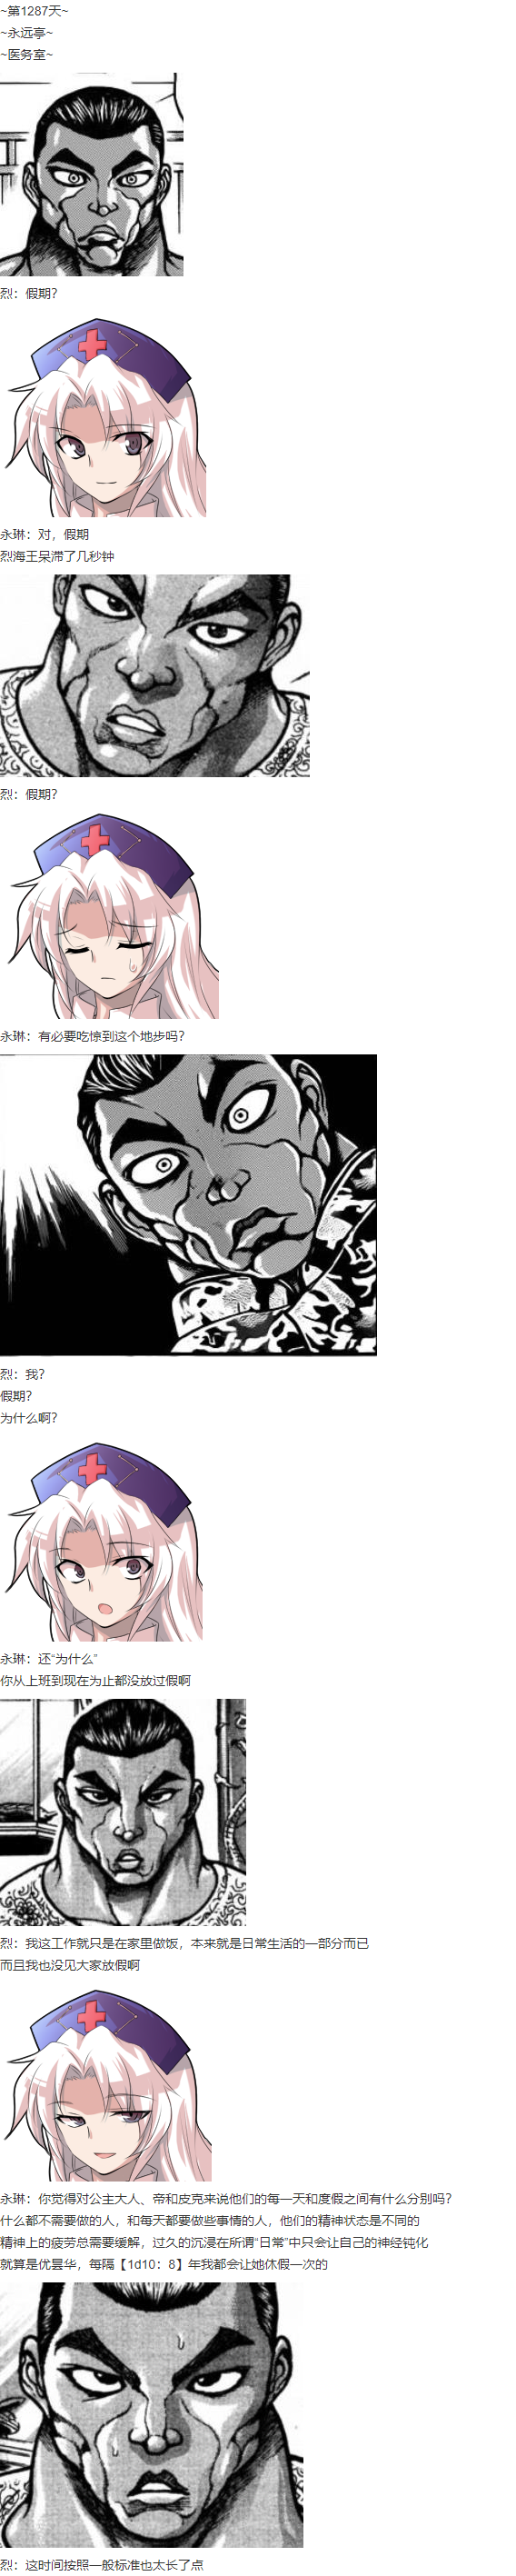 ~第1287天~
~永远亭~
~医务室~
烈：假期？
永琳：对，假期
烈海王呆滞了几秒钟
烈：假期？
永琳：有必要吃惊到这个地步吗？
烈：我？
假期？
为什么啊？
永琳：还“为什么”
你从上班到现在为止都没放过假啊
烈：我这工作就只是在家里做饭，本来就是日常生活的一部分而已
而且我也没见大家放假啊
永琳：你觉得对公主大人、帝和皮克来说他们的每一天和度假之间有什么分别吗？
什么都不需要做的人，和每天都要做些事情的人，他们的精神状态是不同的
精神上的疲劳总需要缓解，过久的沉浸在所谓“日常”中只会让自己的神经钝化
就算是优昙华，每隔【1d10：8】年我都会让她休假一次的
烈：这时间按照一般标准也太长了点